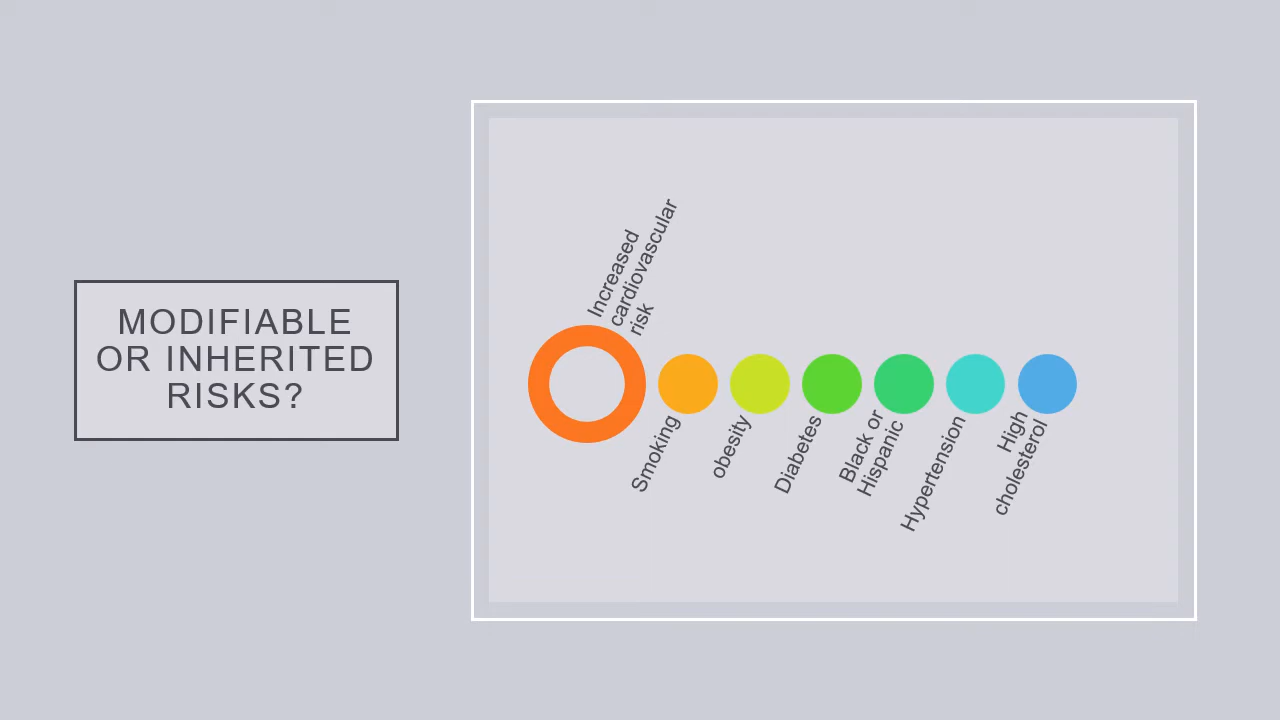 MODIFIABLE
OR INHERITED
RISKS?
Increased
cardiovascular
risk
Smoking
obesity
Diabetes
Black or
Hispanic
Hypertension
High
cholesterol